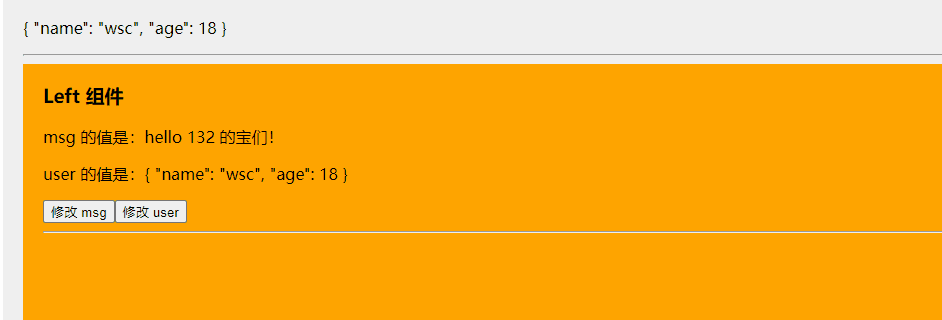 { "name": "wsc", "age": 18 }
Left 组件
msg 的值是：hello 132 的宝们！
user 的值是：{ "name": "wsc", "age": 18 }
修改 msg 修改 user